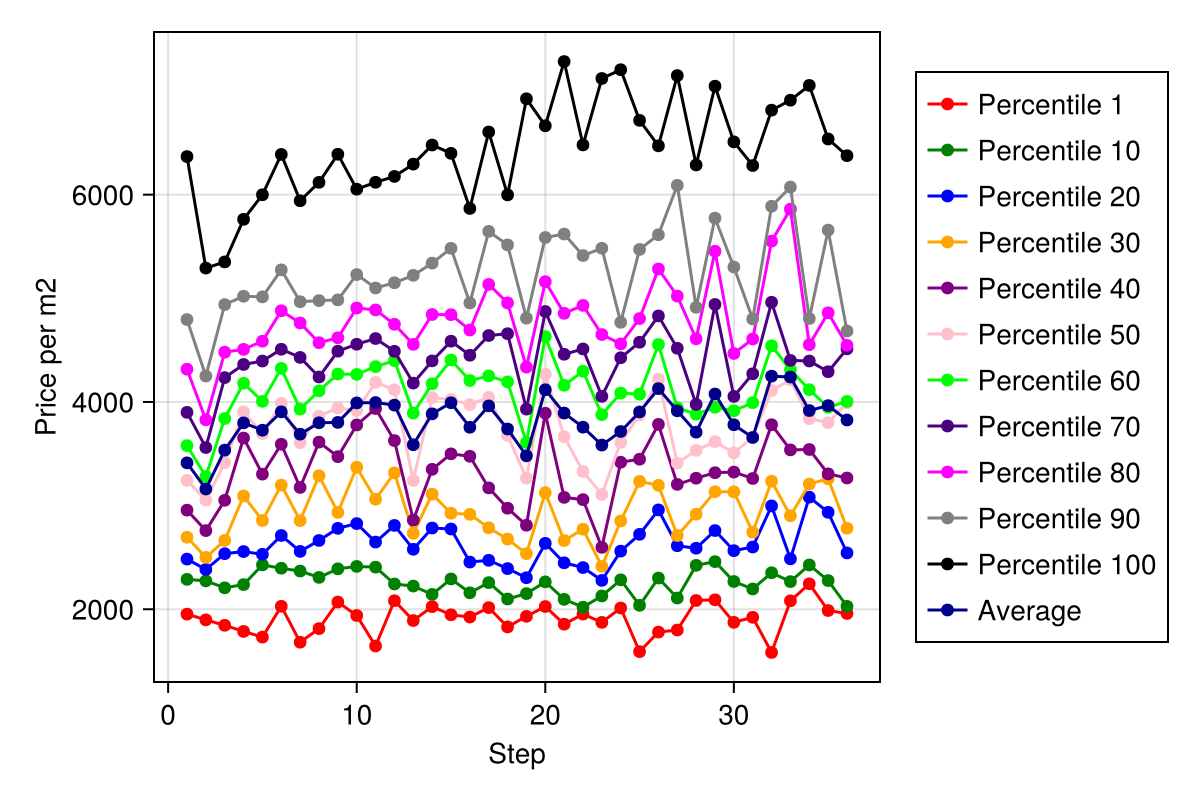 6000
4000
2000
Price per m2
0 10 20 30
Step
Percentile 1
Percentile 10
Percentile 20
Percentile 30
Percentile 40
Percentile 50
Percentile 60
Percentile 70
Percentile 80
Percentile 90
Percentile 100
Average